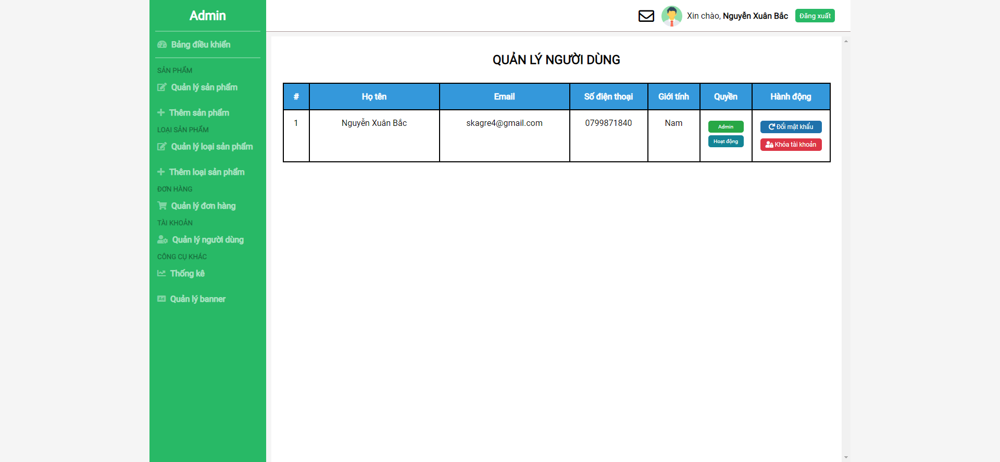 Admin
Xin chào, Nguyễn Xuân Bắc
Đăng xuất
Bảng điều khiển
SẢN PHẨM
Quản lý sản phẩm
Thêm sản phẩm
LOẠI SẢN PHẨM
Quản lý loại sản phẩm
Thêm loại sản phẩm
ĐƠN HÀNG
Quản lý đơn hàng
TÀI KHOẢN
Quản lý người dùng
CÔNG CỤ KHÁC
Thống kê
Ad Quản lý banner
QUẢN LÝ NGƯỜI DÙNG
# Họ tên Email Số điện thoại Giới tính Quyền Hành động
1 Nguyễn Xuân Bắc skagre4@gmail.com 0799871840 Nam
Admin
Hoạt động
Đổi mật khẩu
Khóa tài khoản